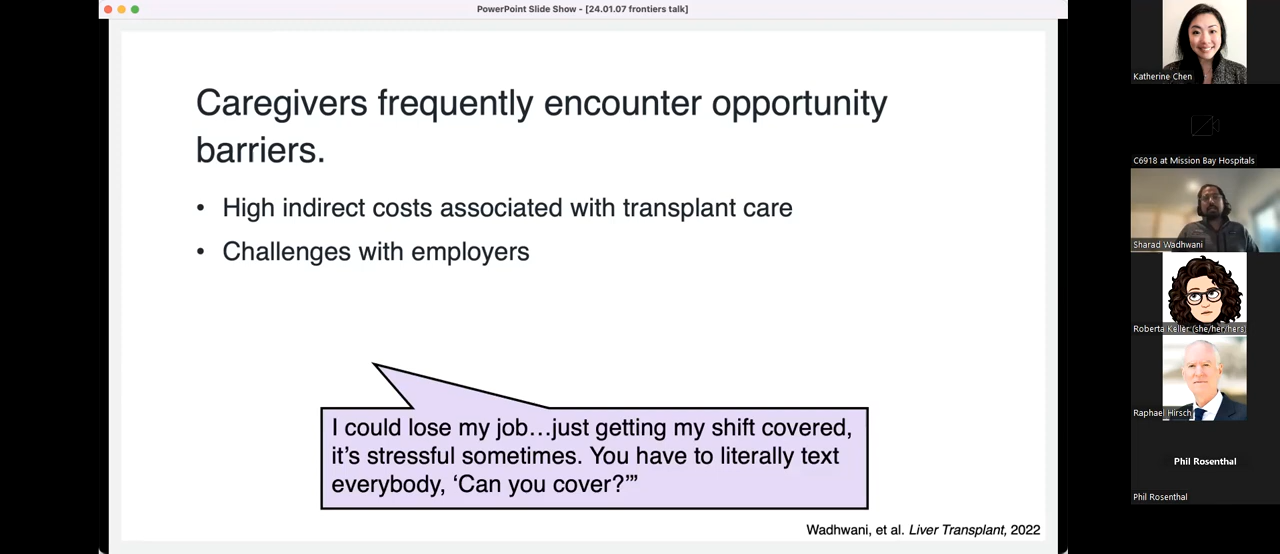 PowerPoint Slide Show - [24.01.07 frontiers talk]
Caregivers frequently encounter opportunity
barriers.
• High indirect costs associated with transplant care
• Challenges with employers
I could lose my job…just getting my shift covered,
it’s stressful sometimes. You have to literally text
everybody, ‘Can you cover?’”
Wadhwani, et al. Liver Transplant, 2022
Katherine Chen
C6918 at Mission Bay Hospitals
Sharad Wadhwani
Roberta Keller (she/her/hers)
Raphael Hirsch
Phil Rosenthal
Phil Rosenthal